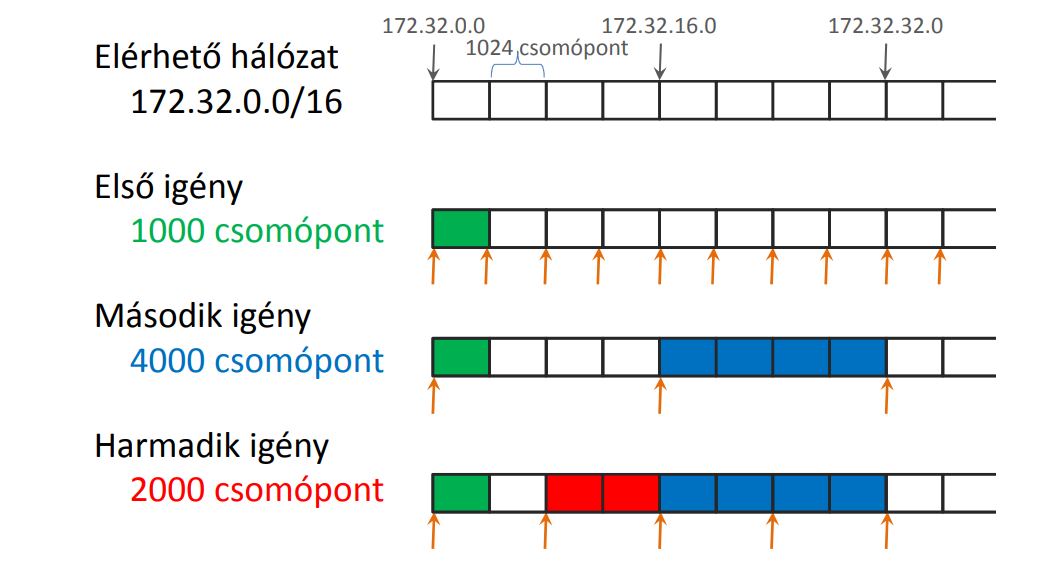 172.32.0.0 172.32.16.0 172.32.32.0
Elérhető hálózat
1024 csomópont
172.32.0.0/16
Első igény
1000 csomópont
Második igény
4000 csomópont
Harmadik igény
2000 csomópont